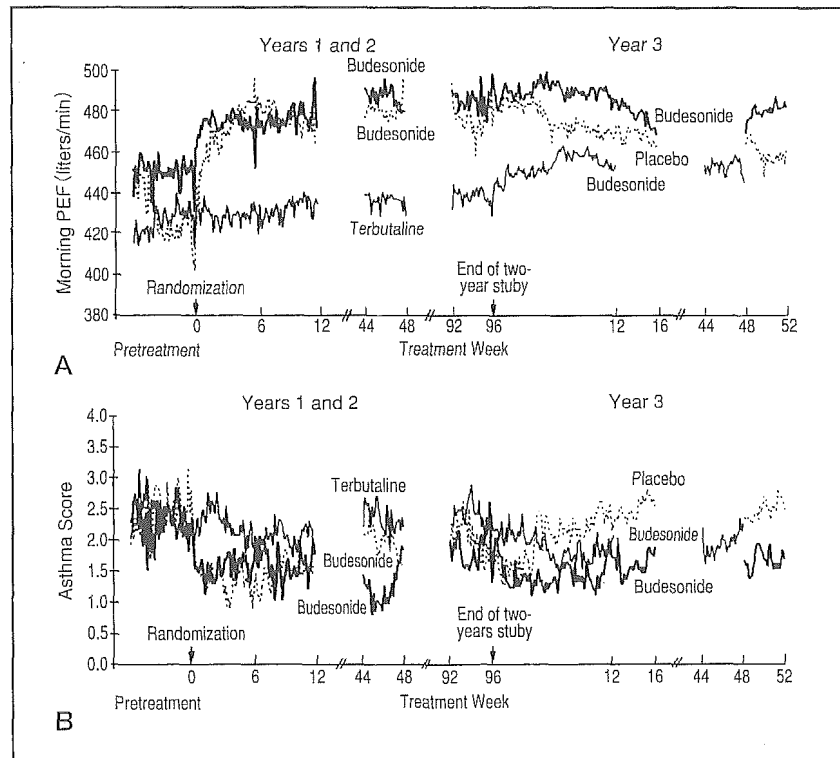 Years 1 and 2
Year 3
500
480
460
440
420
400
380
Morning PEF (liters/min)
Budesonide
Budesonide
Terbutaline
Budesonide
Placebo
Budesonide
Randomization
End of two-
year stuby
0
6
12
44
48
92
96
12
16
44
48
52
Pretreatment
Treatment Week
A
Years 1 and 2
Year 3
4.0
3.5
3.0
2.5
2.0
1.5
1.0
0.5
0.0
Asthma Score
Terbutaline
Budesonide
Budesonide
Placebo
Budesonide
Budesonide
Randomization
End of two-
years stuby
0
6
12
44
48
92
96
12
16
44
48
52
Pretreatment
Treatment Week
B